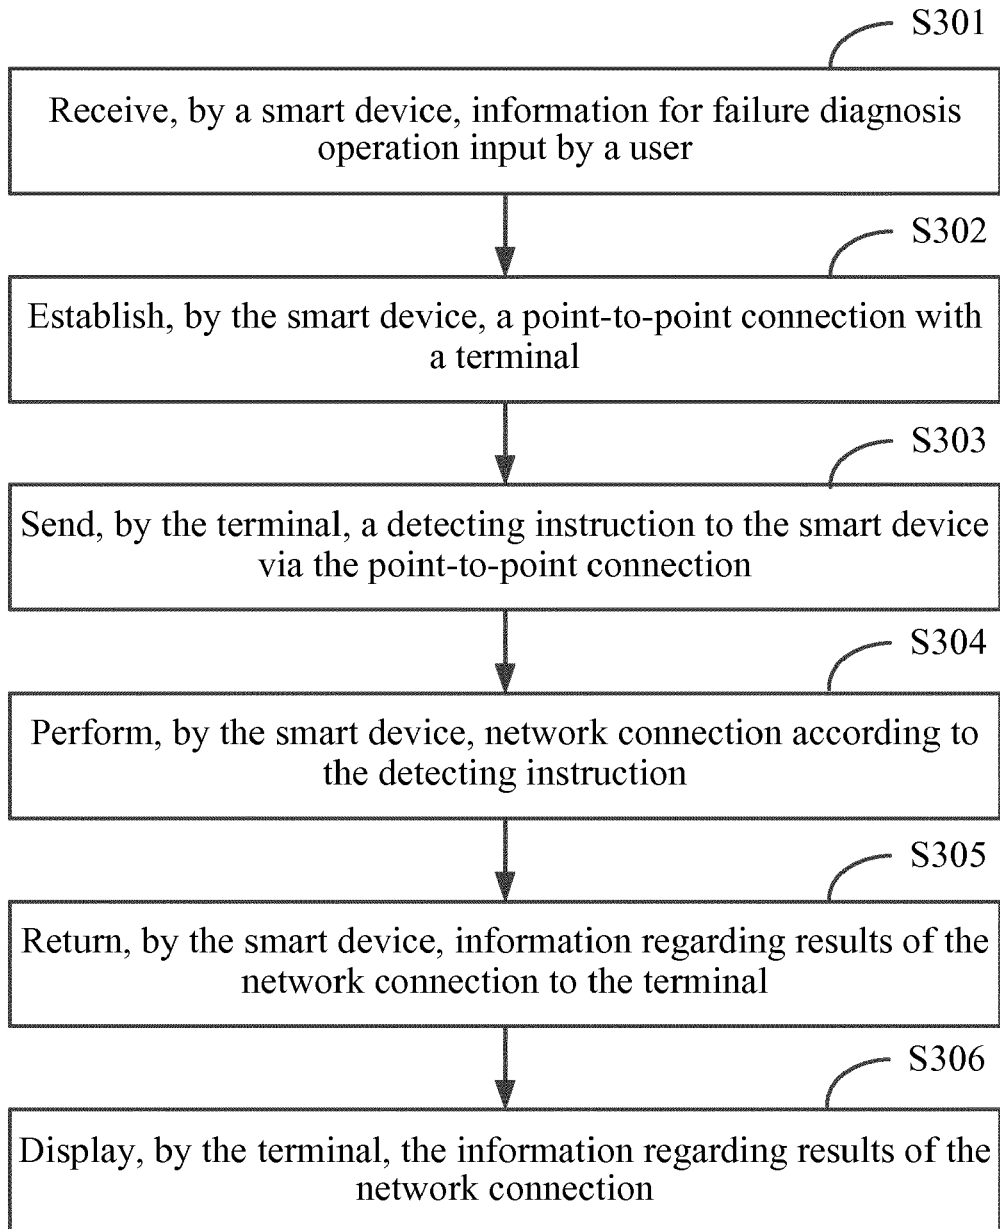 S301
Receive, by a smart device, information for failure diagnosis
operation input by a user
S302
Establish, by the smart device, a point-to-point connection with
a terminal
S303
Send, by the terminal, a detecting instruction to the smart device
via the point-to-point connection
S304
Perform, by the smart device, network connection according to
the detecting instruction
S305
Return, by the smart device, information regarding results of the
network connection to the terminal
S306
Display, by the terminal, the information regarding results of the
network connection